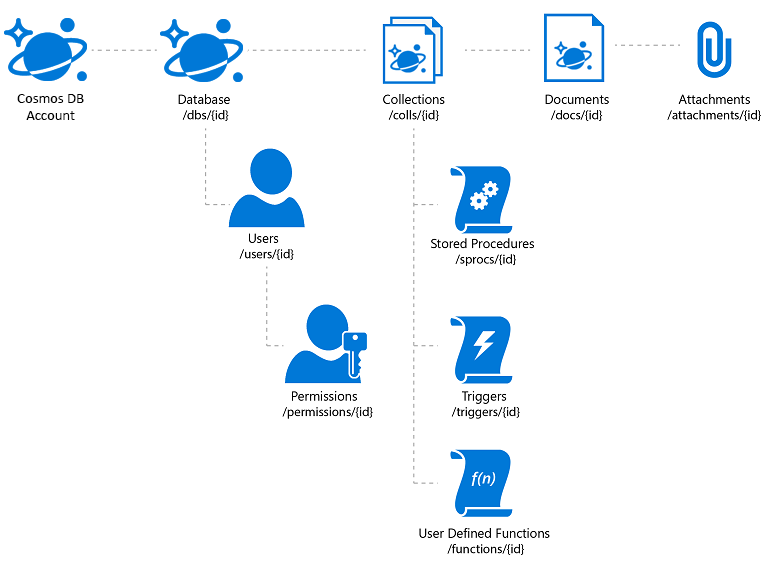 Cosmos DB
Account
Database
/dbs/{id}
Collections
/colls/{id}
Documents
/docs/{id}
Attachments
/attachments/{id}
Users
/users/{id}
Stored Procedures
/sprocs/{id}
Permissions
/permissions/{id}
Triggers
/triggers/{id}
f(n)
User Defined Functions
/functions/{id}